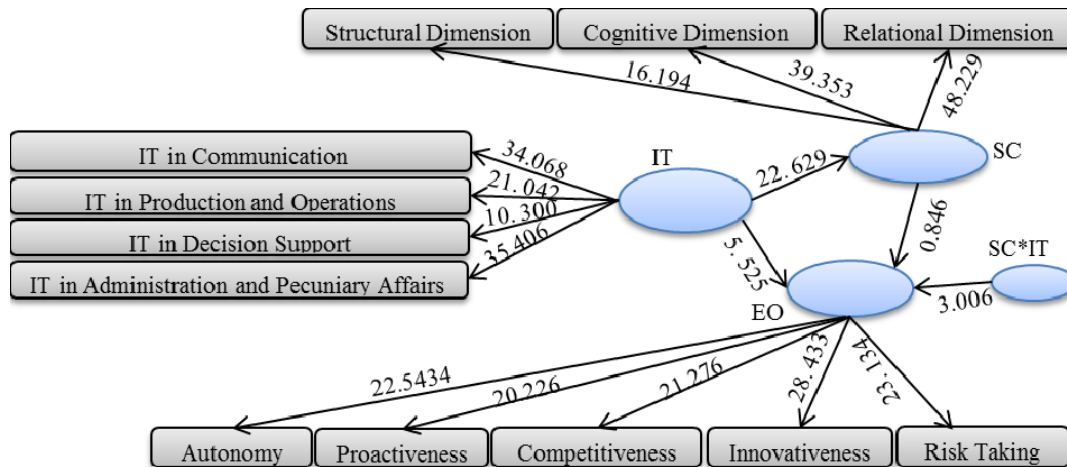 Structural Dimension
Cognitive Dimension
Relational Dimension
16.194
39.353
48.229
IT in Communication
IT in Production and Operations
IT in Decision Support
IT in Administration and Pecuniary Affairs
34.068
21.042
10.300
35.406
IT
22. 629
SC
5. 525
0.846
SC*IT
3.006
EO
22.5434
20.226
21.276
28. 433
23. 134
Autonomy
Proactiveness
Competitiveness
Innovativeness
Risk Taking